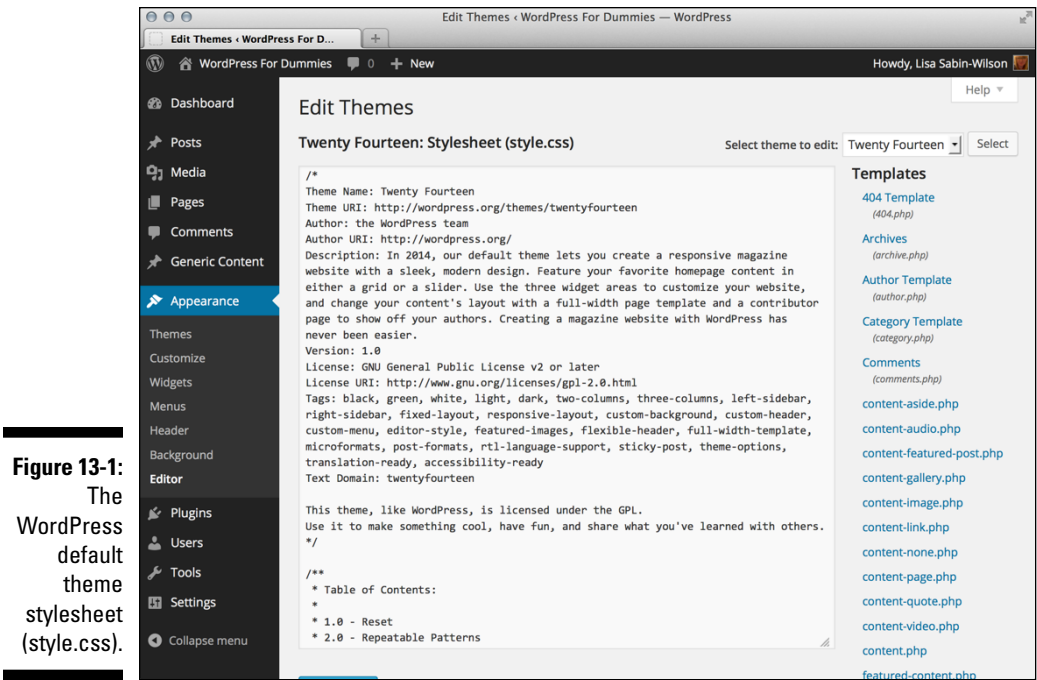 Edit Themes ‹ WordPress For Dummies — WordPress
Edit Themes ‹ WordPress For D...
+
WordPress For Dummies
0
+ New
Howdy, Lisa Sabin-Wilson
Help
Dashboard
Posts
Media
Pages
Comments
Generic Content
Appearance
Themes
Customize
Widgets
Menus
Header
Background
Editor
Plugins
Users
Tools
Settings
Collapse menu
Edit Themes
Twenty Fourteen: Stylesheet (style.css)
Select theme to edit: Twenty Fourteen Select
/*
Theme Name: Twenty Fourteen
Theme URI: http://wordpress.org/themes/twentyfourteen
Author: the WordPress team
Author URI: http://wordpress.org/
Description: In 2014, our default theme lets you create a responsive magazine
website with a sleek, modern design. Feature your favorite homepage content in
either a grid or a slider. Use the three widget areas to customize your website,
and change your content's layout with a full-width page template and a contributor
page to show off your authors. Creating a magazine website with WordPress has
never been easier.
Version: 1.0
License: GNU General Public License v2 or later
License URI: http://www.gnu.org/licenses/gpl-2.0.html
Tags: black, green, white, light, dark, two-columns, three-columns, left-sidebar,
right-sidebar, fixed-layout, responsive-layout, custom-background, custom-header,
custom-menu, editor-style, featured-images, flexible-header, full-width-template,
microformats, post-formats, rtl-language-support, sticky-post, theme-options,
translation-ready, accessibility-ready
Text Domain: twentyfourteen
This theme, like WordPress, is licensed under the GPL.
Use it to make something cool, have fun, and share what you've learned with others.
*/
/**
* Table of Contents:
*
* 1.0 - Reset
* 2.0 - Repeatable Patterns
Templates
404 Template
(404.php)
Archives
(archive.php)
Author Template
(author.php)
Category Template
(category.php)
Comments
(comments.php)
content-aside.php
content-audio.php
content-featured-post.php
content-gallery.php
content-image.php
content-link.php
content-none.php
content-page.php
content-quote.php
content-video.php
content.php
featured-content.php
Figure 13-1:
The
WordPress
default
theme
stylesheet
(style.css).